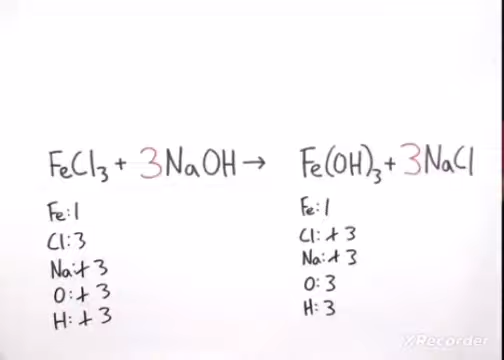 FeCl₃ + 3NaOH → Fe(OH)₃ + 3NaCl
Fe: 1
Cl: 3
Na: 1 3
O: 1 3
H: 1 3
Fe: 1
Cl: 1 3
Na: 1 3
O: 3
H: 3
XRecorder